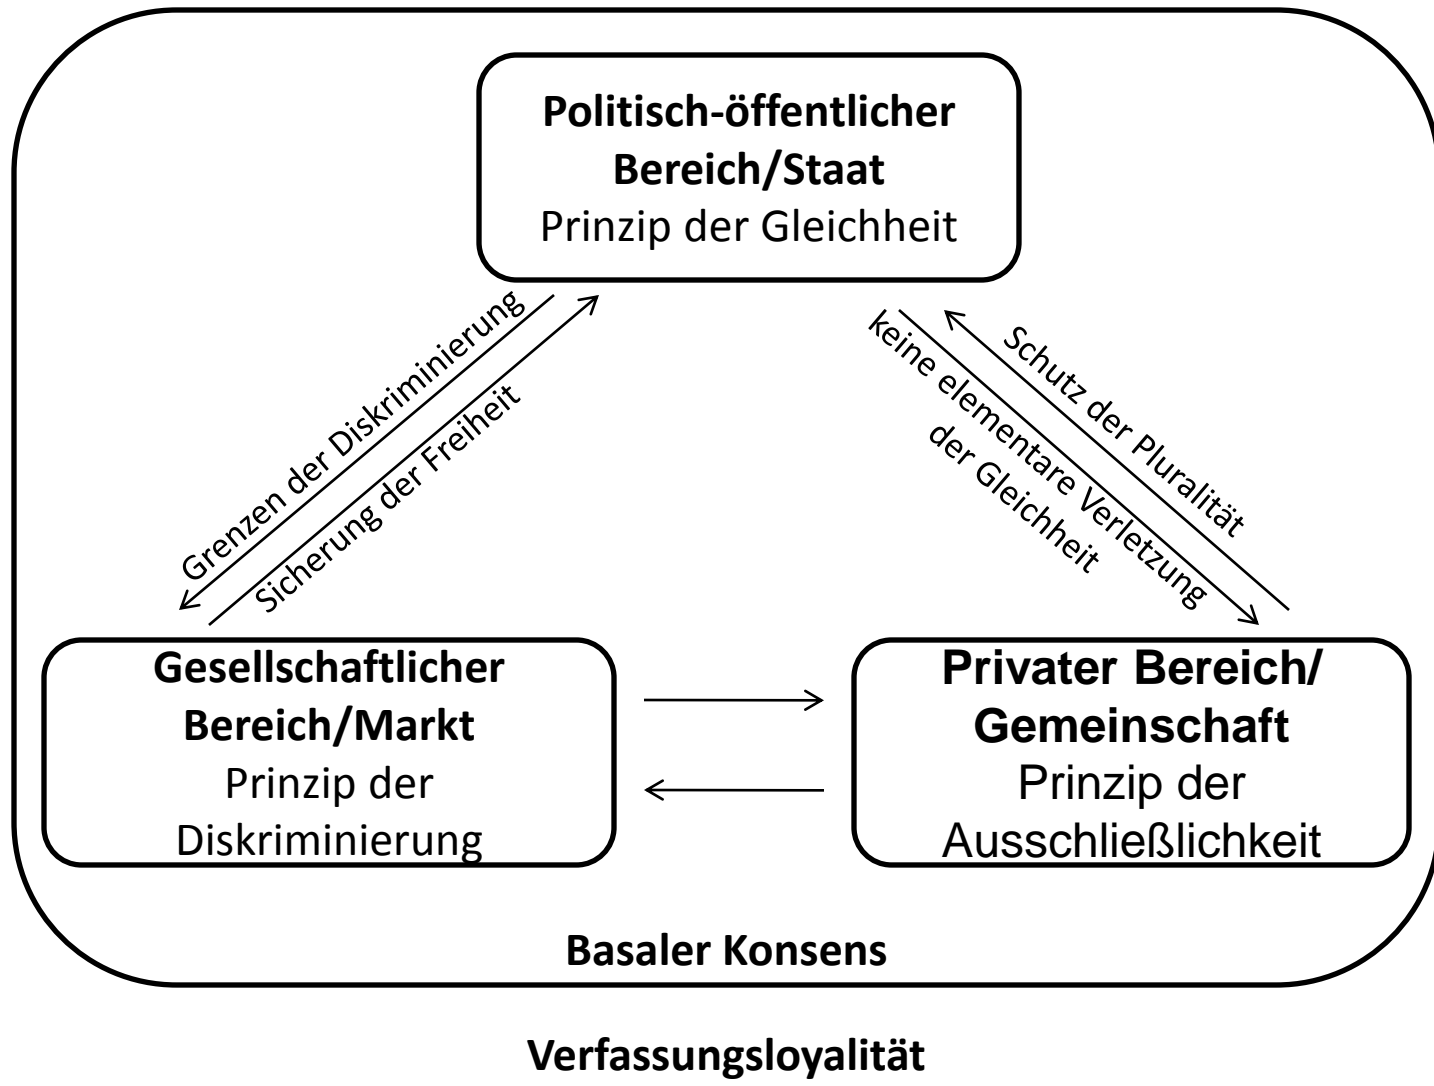 Politisch-öffentlicher
Bereich/Staat
Prinzip der Gleichheit
Grenzen der Diskriminierung
Sicherung der Freiheit
keine elementare Verletzung
der Gleichheit
Schutz der Pluralität
Gesellschaftlicher
Bereich/Markt
Prinzip der
Diskriminierung
Privater Bereich/
Gemeinschaft
Prinzip der
Ausschließlichkeit
Basaler Konsens
Verfassungsloyalität